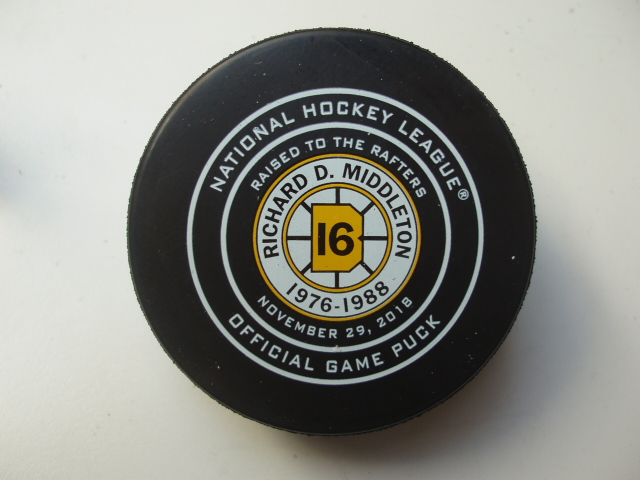 NATIONAL HOCKEY LEAGUE®
RAISED TO THE RAFTERS
RICHARD D. MIDDLETON
16
1976-1988
NOVEMBER 29, 2018
OFFICIAL GAME PUCK